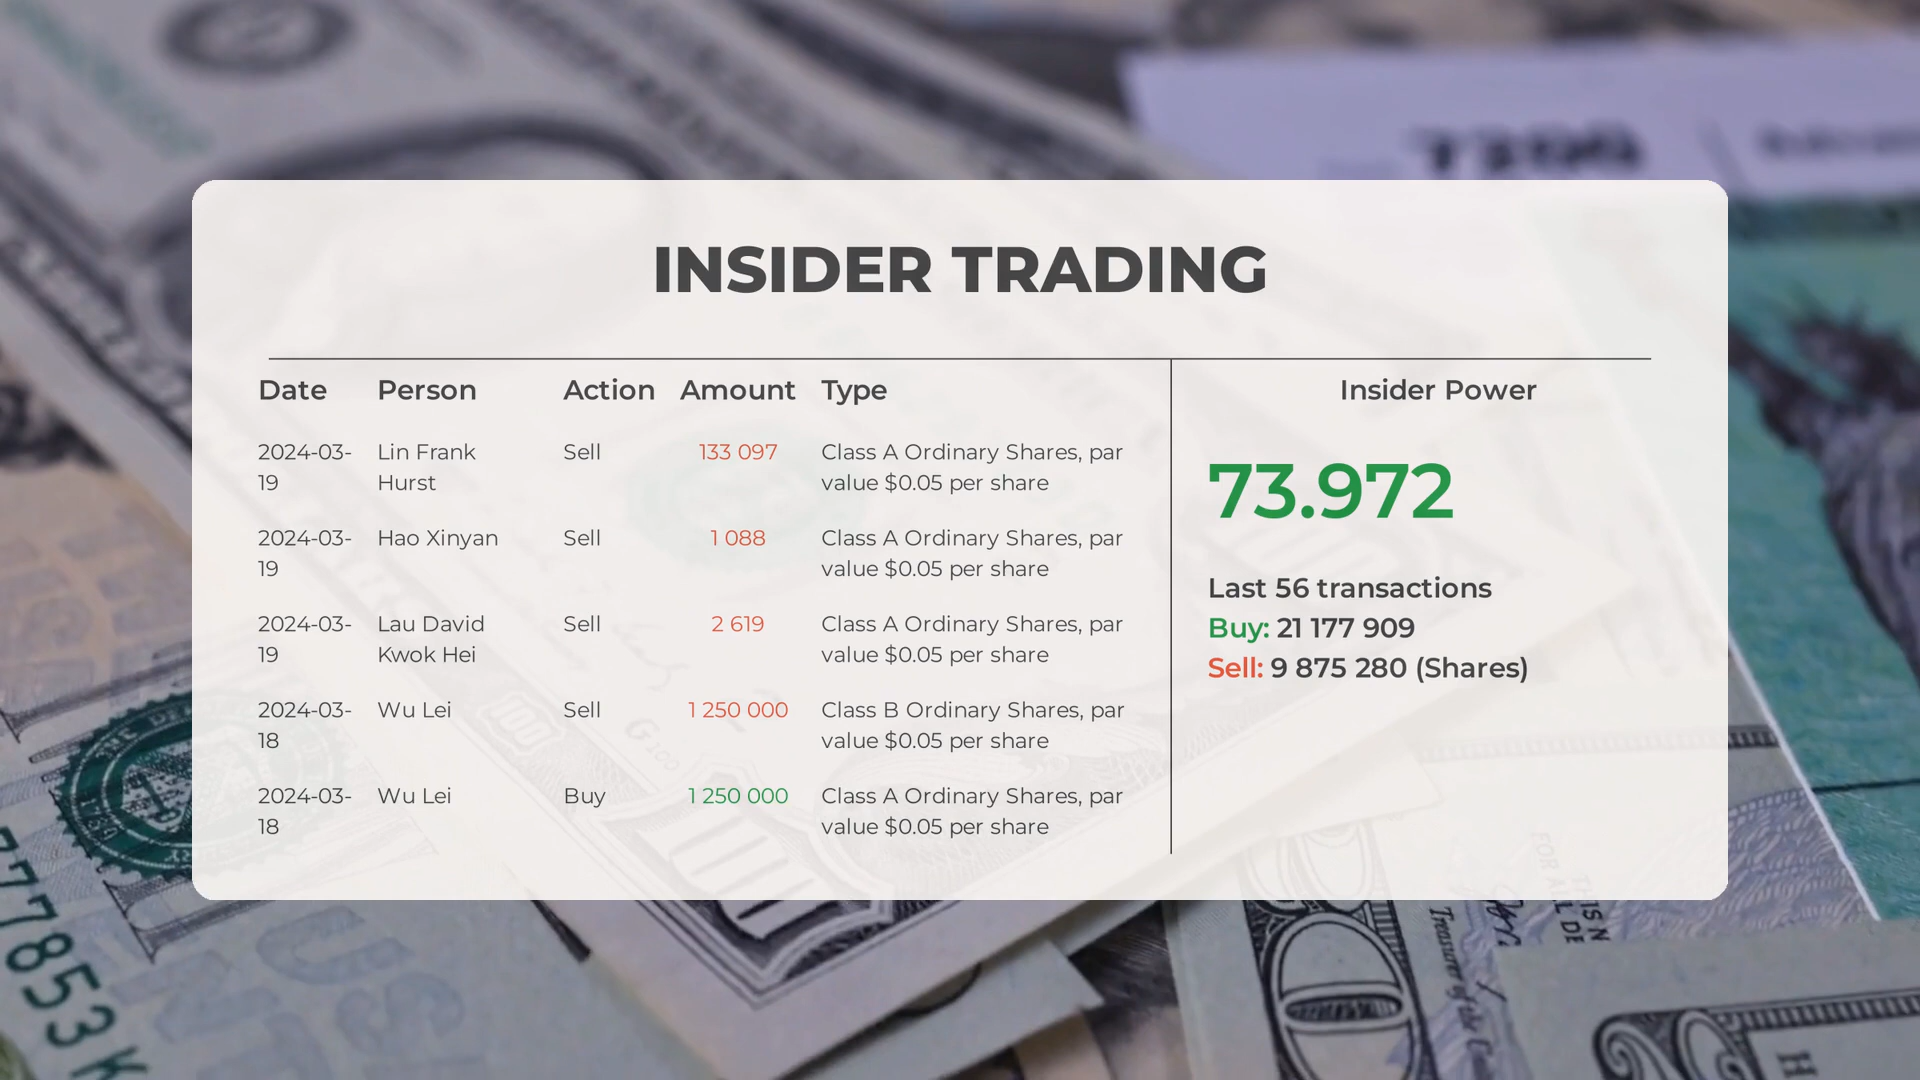 INSIDER TRADING
Date Person Action Amount Type
2024-03-19 Lin Frank Hurst Sell 133 097 Class A Ordinary Shares, par value $0.05 per share
2024-03-19 Hao Xinyan Sell 1 088 Class A Ordinary Shares, par value $0.05 per share
2024-03-19 Lau David Kwok Hei Sell 2 619 Class A Ordinary Shares, par value $0.05 per share
2024-03-18 Wu Lei Sell 1 250 000 Class B Ordinary Shares, par value $0.05 per share
2024-03-18 Wu Lei Buy 1 250 000 Class A Ordinary Shares, par value $0.05 per share
Insider Power
73.972
Last 56 transactions
Buy: 21 177 909
Sell: 9 875 280 (Shares)
77853K